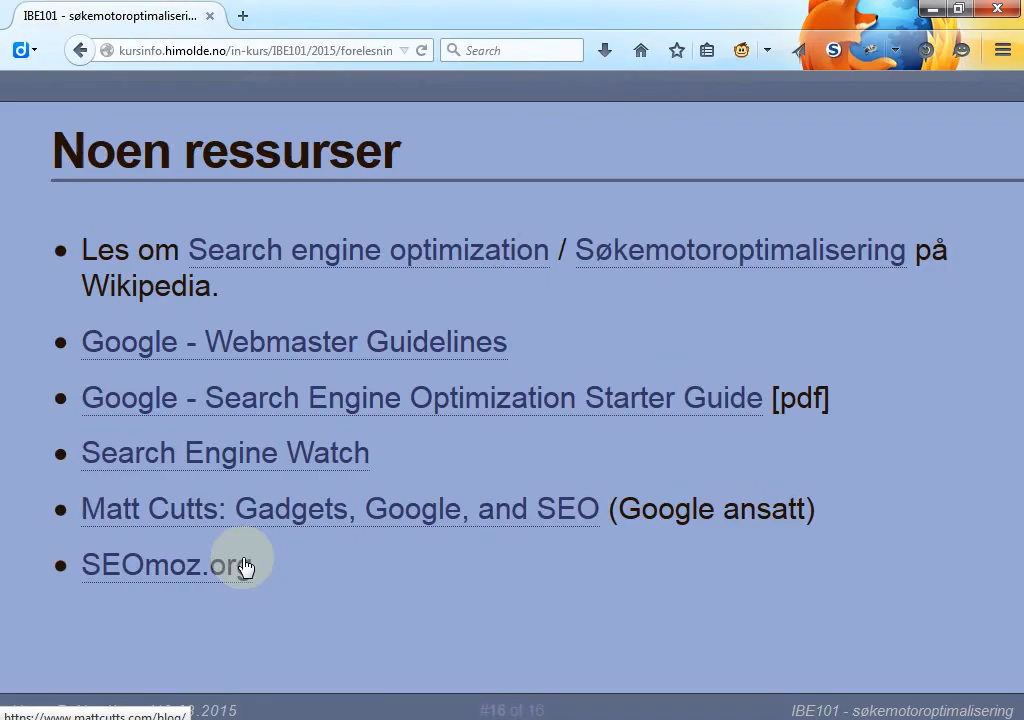 IBE101 - søkemotoroptimaliseri...
kursinfo.himolde.no/in-kurs/IBE101/2015/forelesnin
Search
Noen ressurser
Les om Search engine optimization / Søkemotoroptimalisering på
Wikipedia.
Google - Webmaster Guidelines
Google - Search Engine Optimization Starter Guide [pdf]
Search Engine Watch
Matt Cutts: Gadgets, Google, and SEO (Google ansatt)
SEOmoz.org
.2015
#16 of 16
IBE101 - søkemotoroptimalisering
https://www.mattcutts.com/blog/